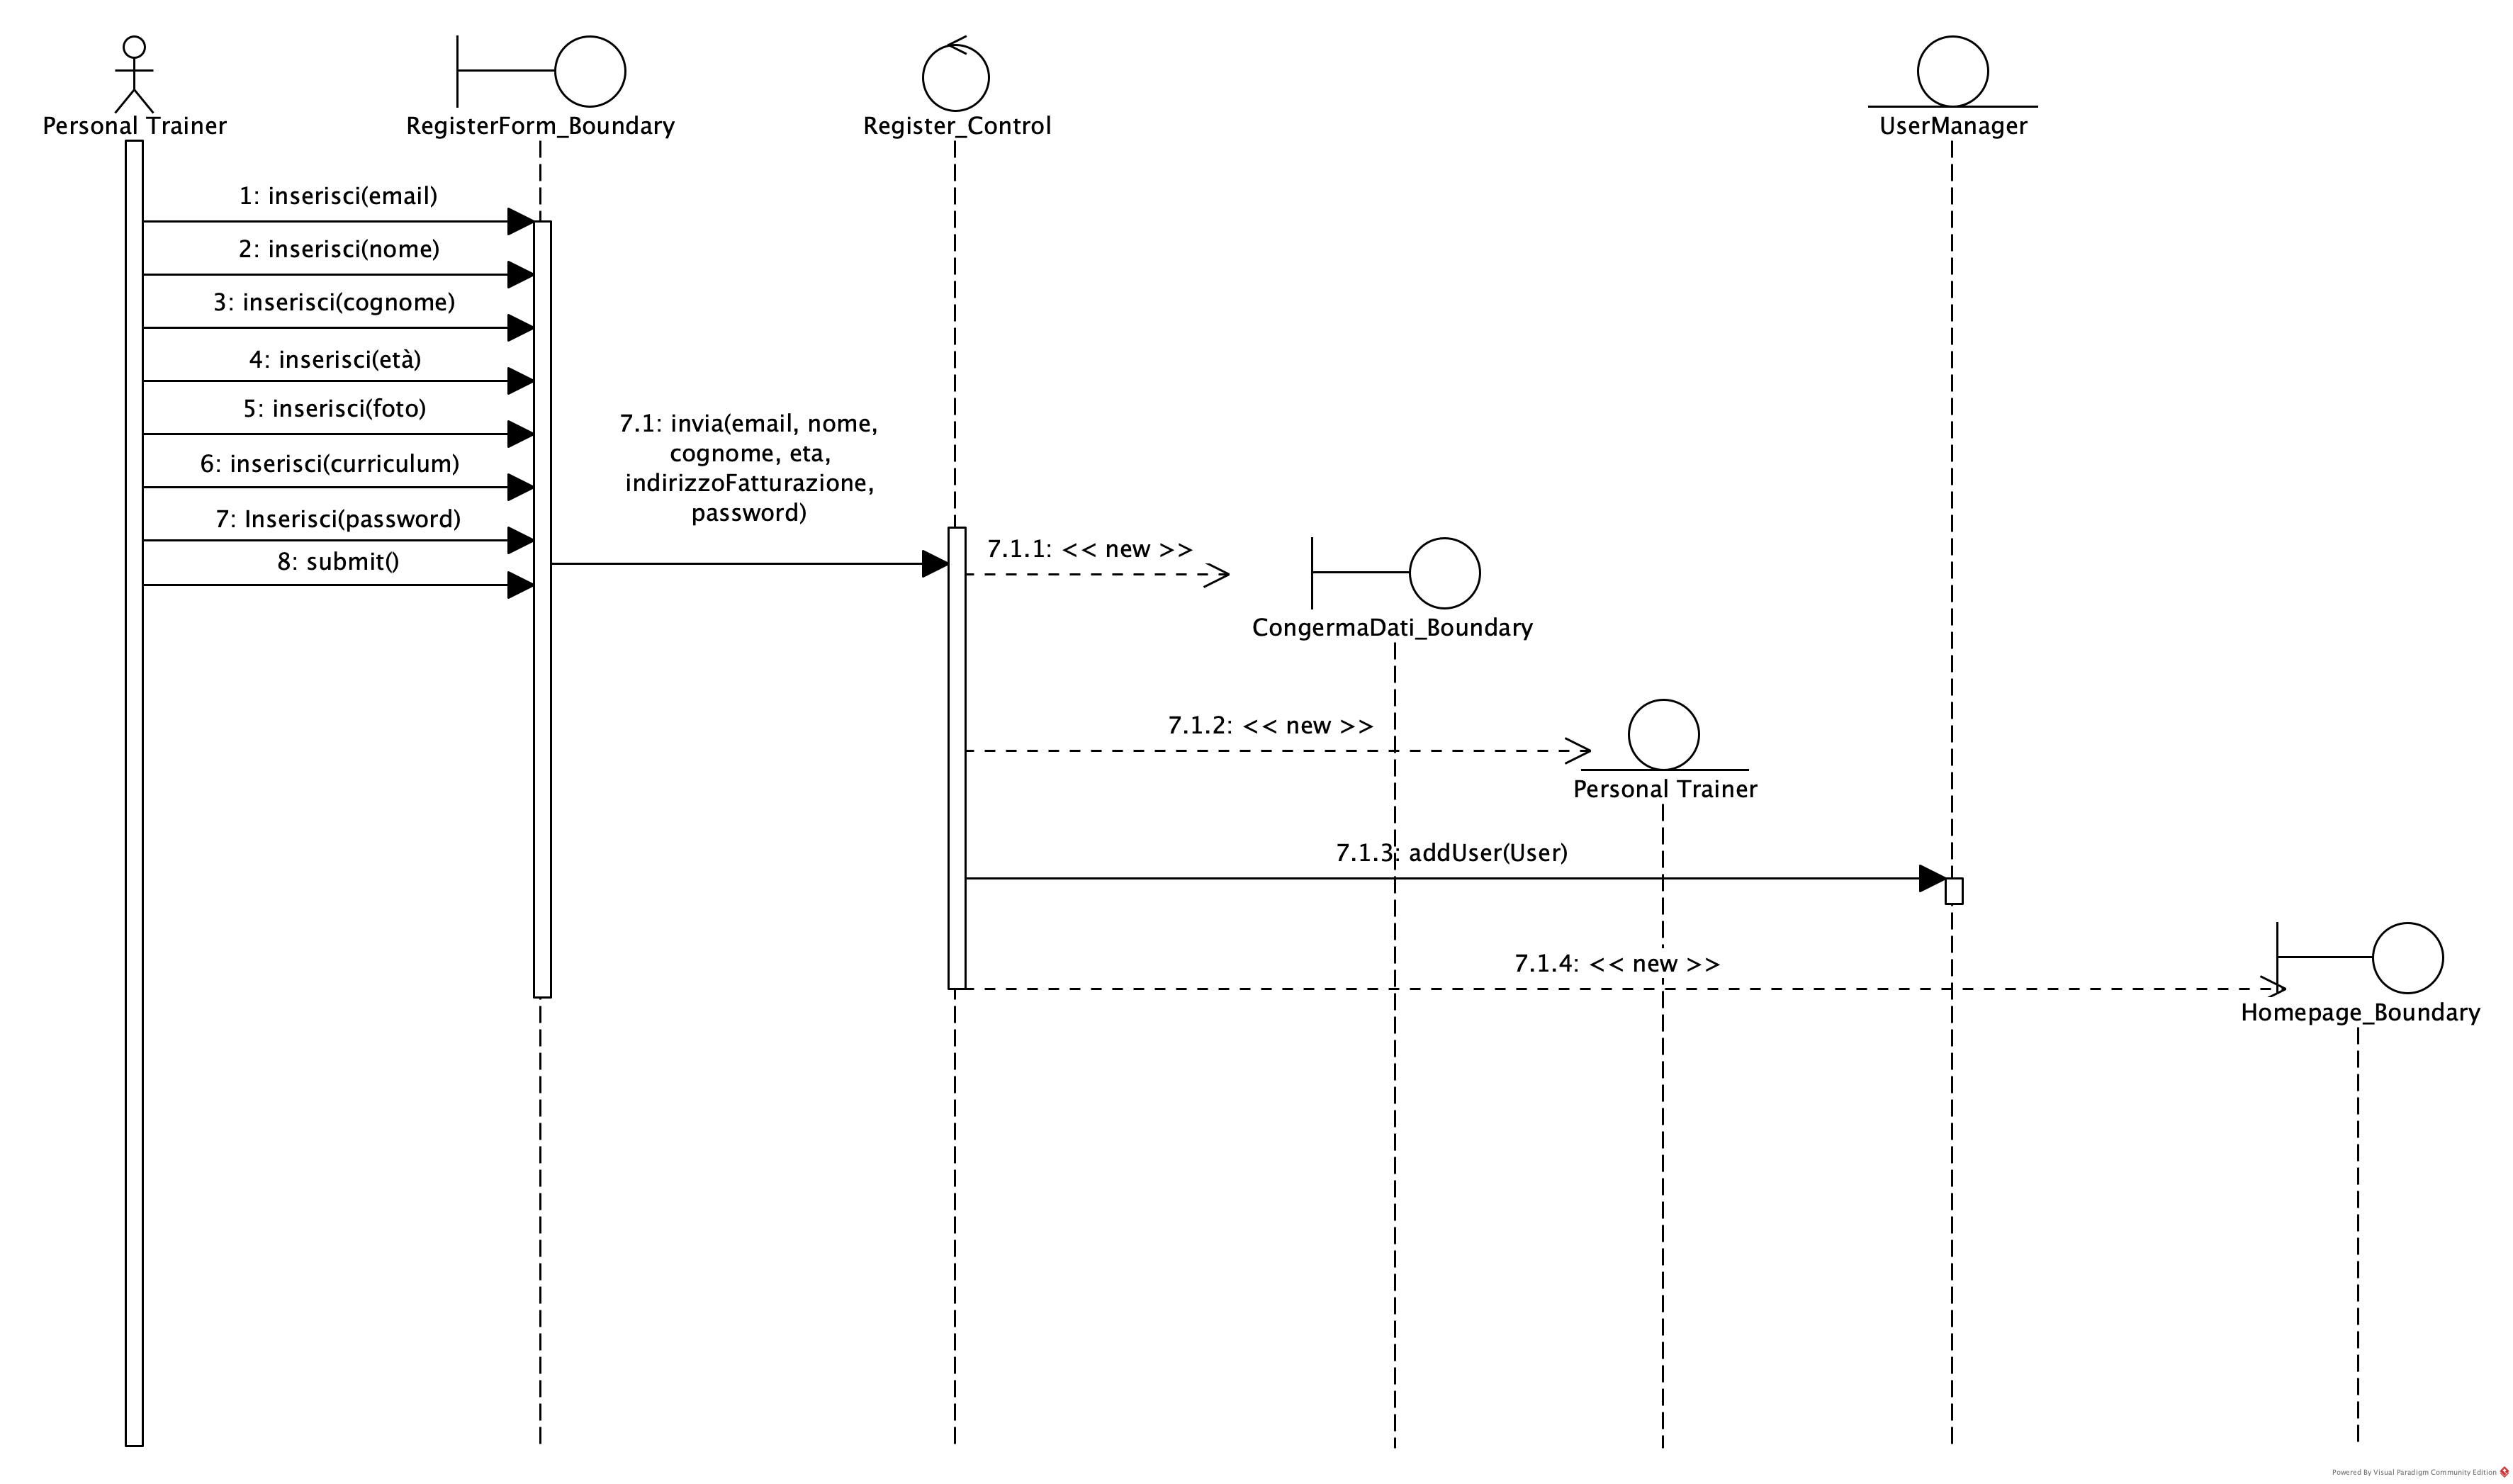 Personal Trainer
RegisterForm_Boundary
Register_Control
UserManager
1: inserisci(email)
2: inserisci(nome)
3: inserisci(cognome)
4: inserisci(età)
5: inserisci(foto)
6: inserisci(curriculum)
7: Inserisci(password)
8: submit()
7.1: invia(email, nome,
cognome, eta,
indirizzoFatturazione,
password)
7.1.1: << new >>
CongermaDati_Boundary
7.1.2: << new >>
Personal Trainer
7.1.3: addUser(User)
7.1.4: << new >>
Homepage_Boundary
Powered By Visual Paradigm Community Edition